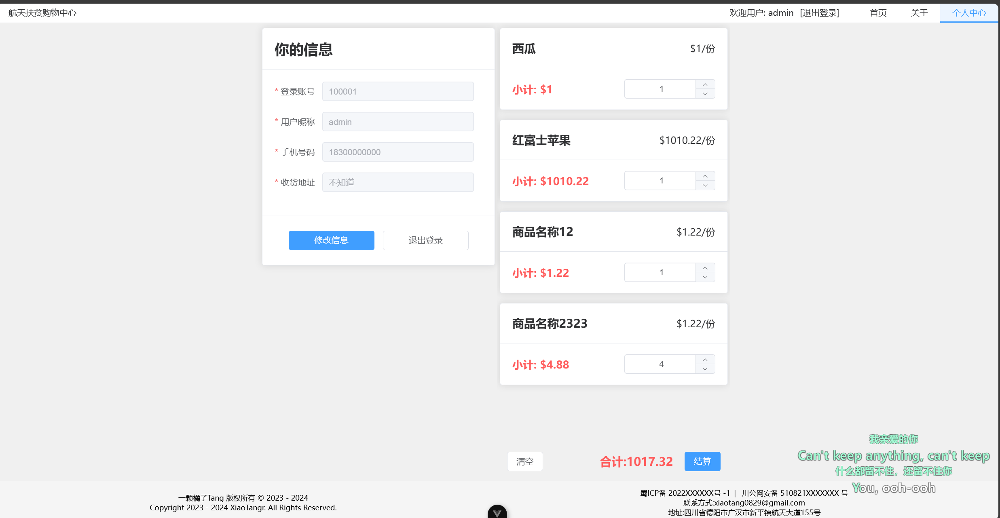 航天扶贫购物中心
欢迎用户: admin [退出登录] 首页 关于 个人中心
你的信息
* 登录账号 100001
* 用户昵称 admin
* 手机号码 18300000000
* 收货地址 不知道
修改信息 退出登录
西瓜 $1/份
小计: $1 1
红富士苹果 $1010.22/份
小计: $1010.22 1
商品名称12 $1.22/份
小计: $1.22 1
商品名称2323 $1.22/份
小计: $4.88 4
清空 合计:1017.32 结算
我亲爱的你
Can't keep anything, can't keep
什么都留不住，还留不住你
You, ooh-ooh
一颗橘子Tang 版权所有 © 2023 - 2024
Copyright 2023 - 2024 XiaoTangr. All Rights Reserved.
蜀ICP备 2022XXXXXX号 -1 | 川公网安备 510821XXXXXXX 号
联系方式:xiaotang0829@gmail.com
地址:四川省德阳市广汉市新平镇航天大道155号